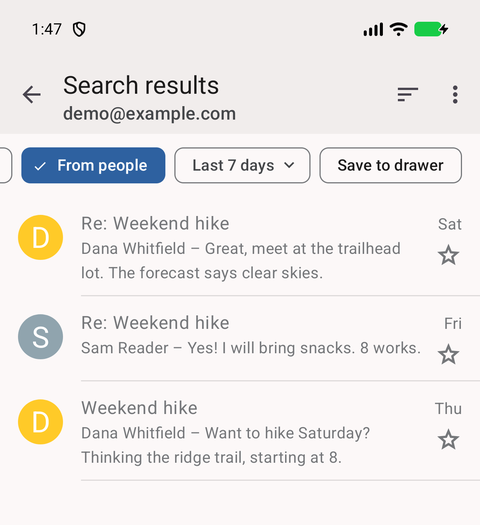 1:47
Search results
demo@example.com
From people
Last 7 days
Save to drawer
D
Re: Weekend hike
Sat
Dana Whitfield – Great, meet at the trailhead
lot. The forecast says clear skies.
S
Re: Weekend hike
Fri
Sam Reader – Yes! I will bring snacks. 8 works.
D
Weekend hike
Thu
Dana Whitfield – Want to hike Saturday?
Thinking the ridge trail, starting at 8.